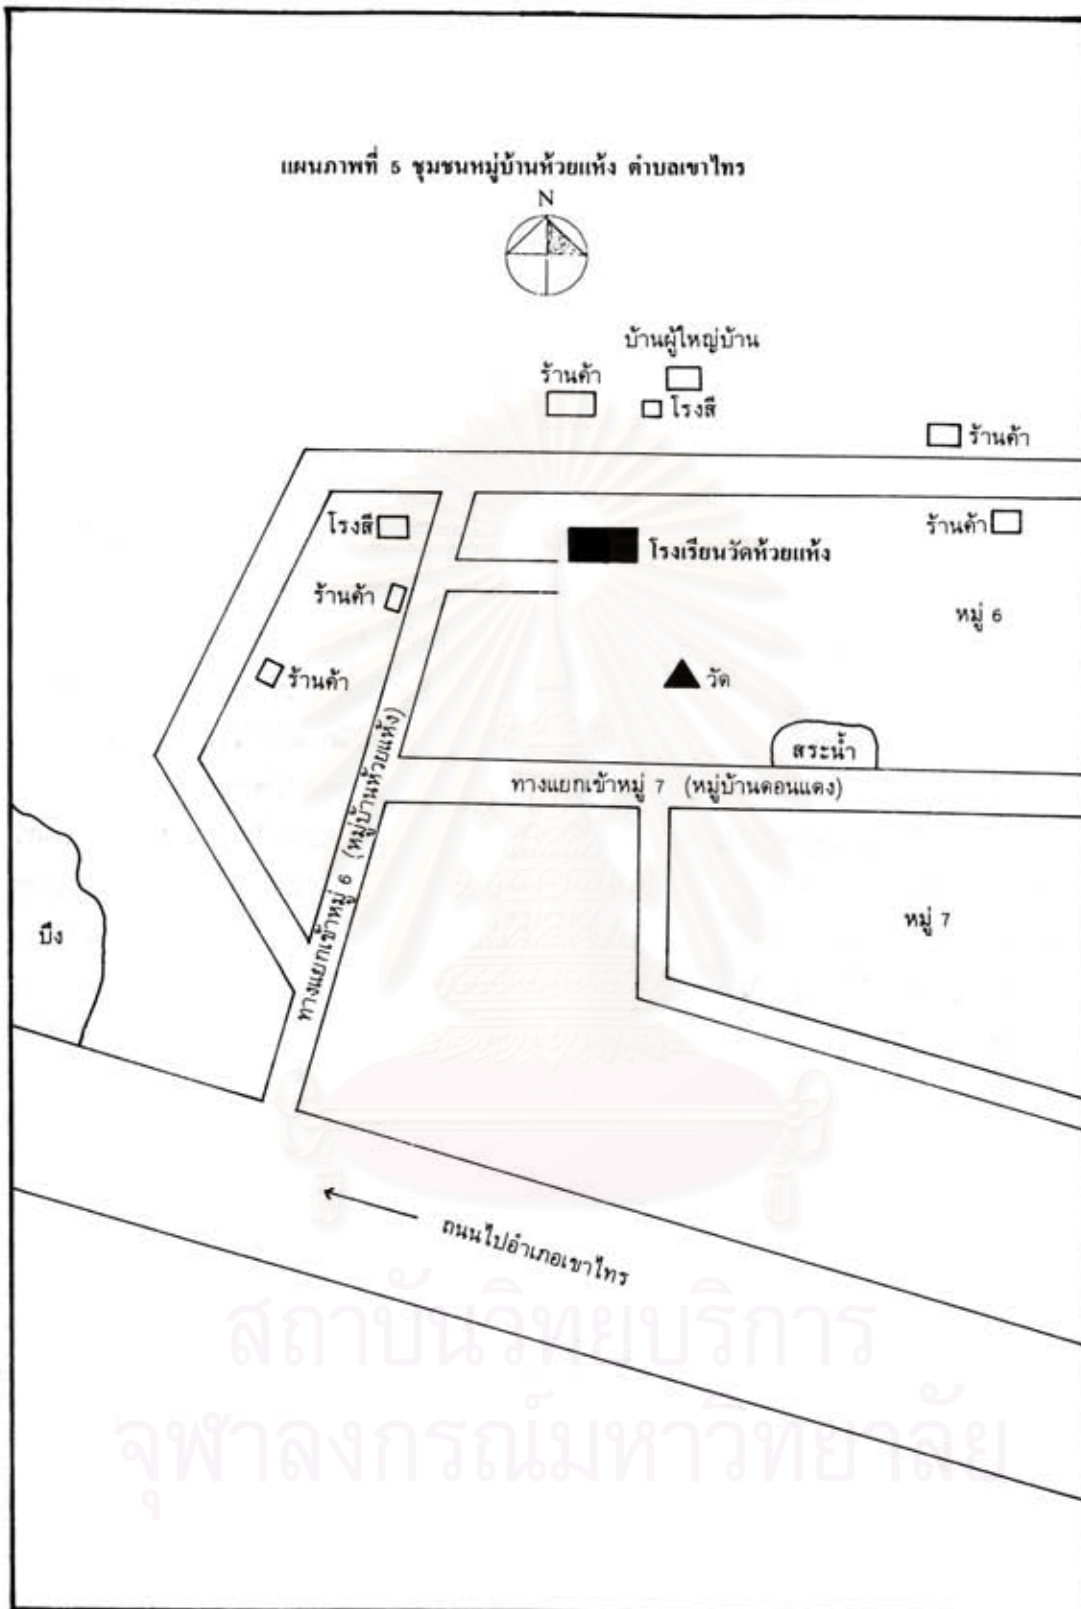 แผนภาพที่ 5 ชุมชนหมู่บ้านห้วยแห้ง ตำบลเขาไทร
N
บ้านผู้ใหญ่บ้าน
ร้านค้า
โรงสี
ร้านค้า
โรงสี
ร้านค้า
โรงเรียนวัดห้วยแห้ง
ร้านค้า
หมู่ 6
ร้านค้า
วัด
สระน้ำ
ทางแยกเข้าหมู่ 7 (หมู่บ้านดอนแดง)
ทางแยกเข้าหมู่ 6 (หมู่บ้านห้วยแห้ง)
หมู่ 7
บึง
ถนนไปอำเภอเขาไทร
สถาบันวิทยบริการ
จุฬาลงกรณ์มหาวิทยาลัย